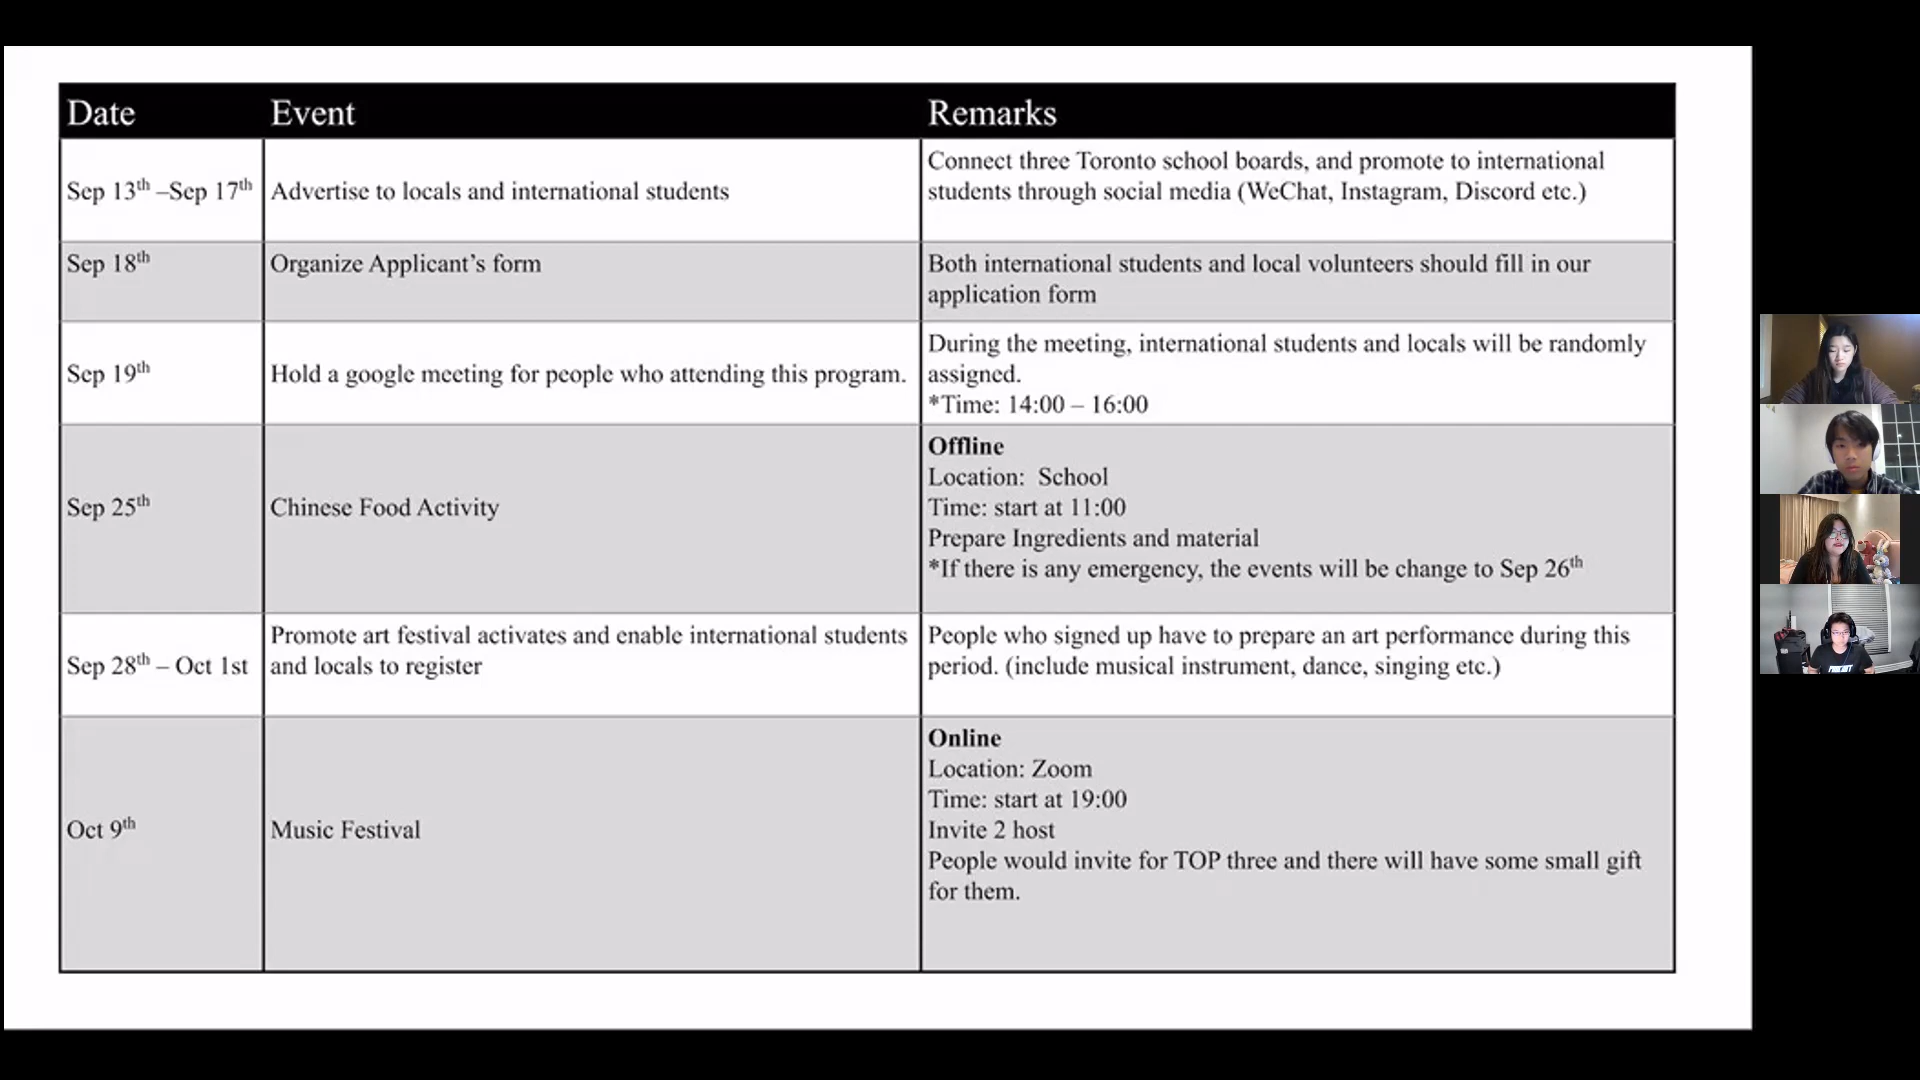 Date Event Remarks
Connect three Toronto school boards, and promote to international
Sep 13th –Sep 17th Advertise to locals and international students students through social media (WeChat, Instagram, Discord etc.)
Sep 18th Organize Applicant’s form Both international students and local volunteers should fill in our
application form
During the meeting, international students and locals will be randomly
Sep 19th Hold a google meeting for people who attending this program. assigned.
*Time: 14:00 – 16:00
Offline
Location: School
Sep 25th Chinese Food Activity Time: start at 11:00
Prepare Ingredients and material
*If there is any emergency, the events will be change to Sep 26th
Promote art festival activates and enable international students People who signed up have to prepare an art performance during this
Sep 28th – Oct 1st and locals to register period. (include musical instrument, dance, singing etc.)
Online
Location: Zoom
Time: start at 19:00
Oct 9th Music Festival Invite 2 host
People would invite for TOP three and there will have some small gift
for them.